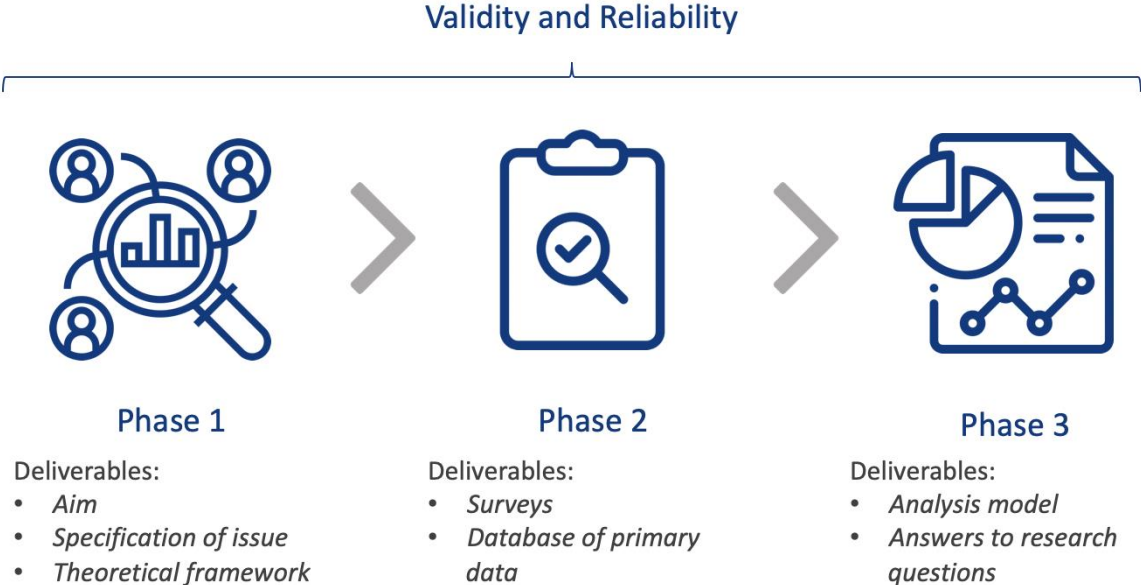 Validity and Reliability
Phase 1
Deliverables:
• Aim
• Specification of issue
• Theoretical framework
Phase 2
Deliverables:
• Surveys
• Database of primary
data
Phase 3
Deliverables:
• Analysis model
• Answers to research
questions